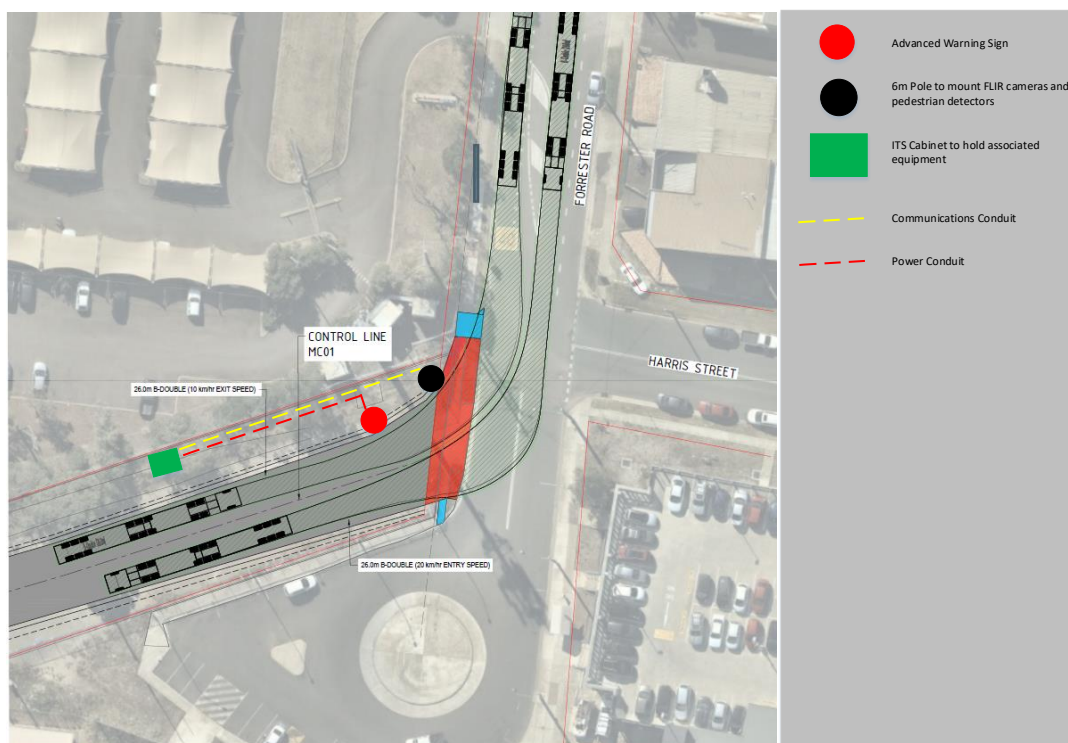 FORRESTER ROAD
CONTROL LINE
MC01
HARRIS STREET
26.0m B-DOUBLE (10 km/hr EXIT SPEED)
26.0m B-DOUBLE (20 km/hr ENTRY SPEED)
Advanced Warning Sign
6m Pole to mount FLIR cameras and
pedestrian detectors
ITS Cabinet to hold associated
equipment
Communications Conduit
Power Conduit